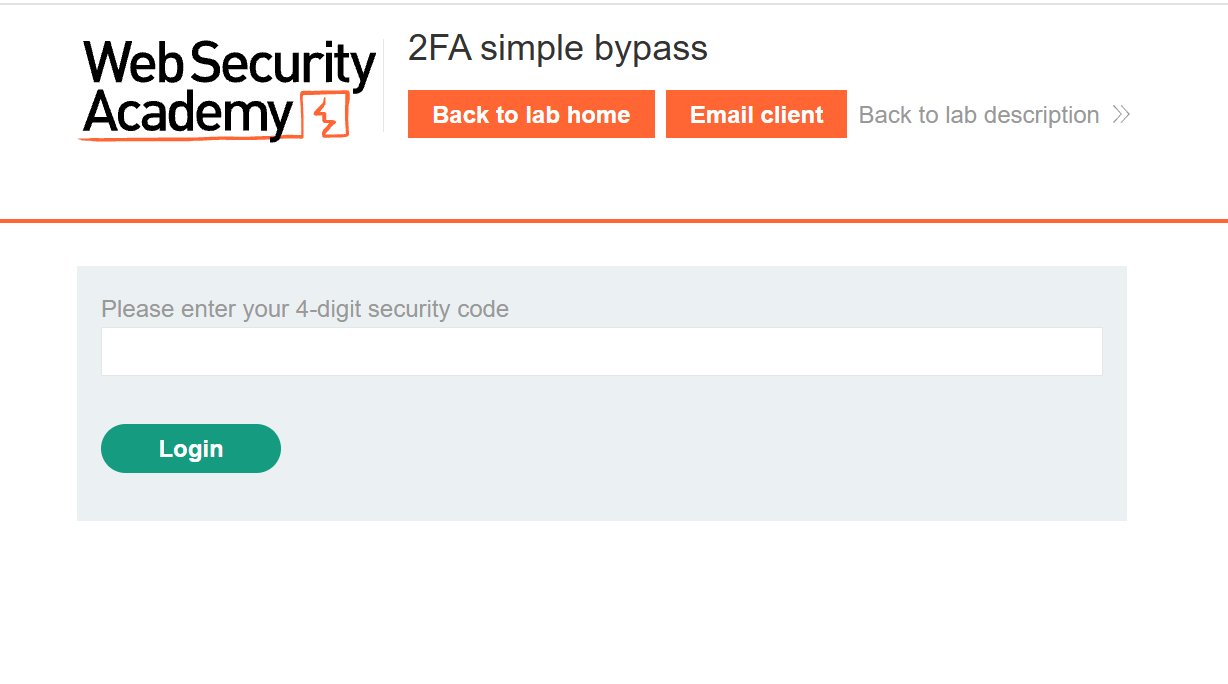 Web Security
Academy
2FA simple bypass
Back to lab home
Email client
Back to lab description
Please enter your 4-digit security code
Login